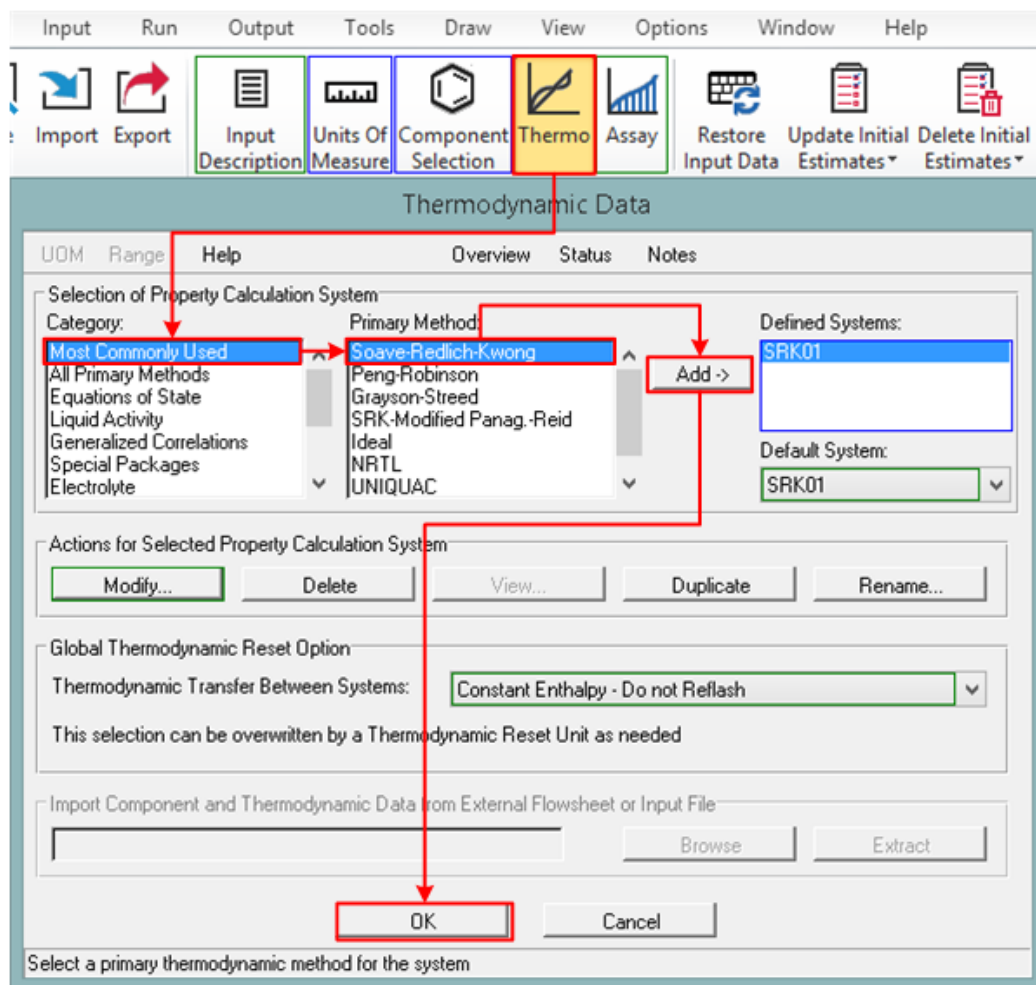 Input Run Output Tools Draw View Options Window Help
Import Export Input Description Units Of Measure Component Selection Thermo Assay Restore Input Data Update Initial Estimates Delete Initial Estimates
Thermodynamic Data
UOM Range Help Overview Status Notes
Selection of Property Calculation System
Category:
Most Commonly Used
All Primary Methods
Equations of State
Liquid Activity
Generalized Correlations
Special Packages
Electrolyte
Primary Method:
Soave-Redlich-Kwong
Peng-Robinson
Grayson-Streed
SRK-Modified Panag.-Reid
Ideal
NRTL
UNIQUAC
Add ->
Defined Systems:
SRK01
Default System:
SRK01
Actions for Selected Property Calculation System
Modify... Delete View... Duplicate Rename...
Global Thermodynamic Reset Option
Thermodynamic Transfer Between Systems: Constant Enthalpy - Do not Reflash
This selection can be overwritten by a Thermodynamic Reset Unit as needed
Import Component and Thermodynamic Data from External Flowsheet or Input File
Browse Extract
OK Cancel
Select a primary thermodynamic method for the system